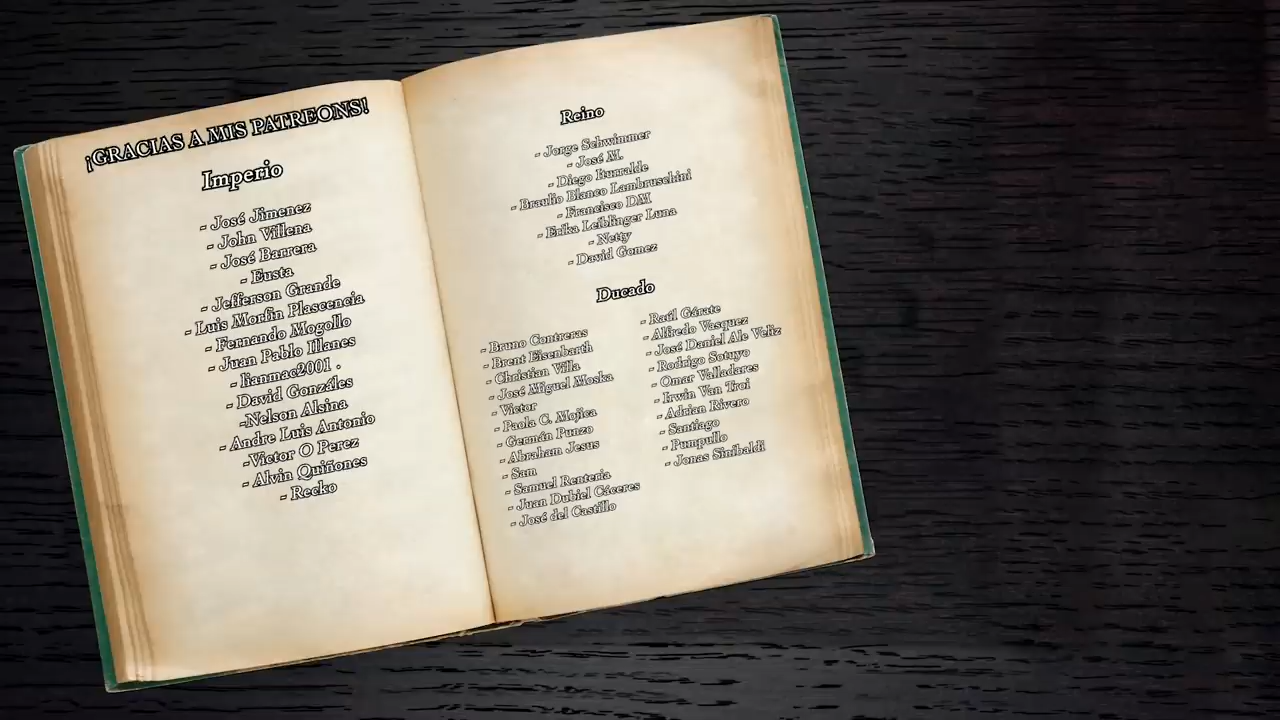 ¡GRACIAS A MIS PATREONS!
Imperio
- José Jimenez
- John Villena
- José Barrera
- Eusta
- Jefferson Grande
- Luis Morfin Plascencia
- Fernando Mogollo
- Juan Pablo Illanes
- lianmac2001 .
- David Gonzáles
-Nelson Alsina
- Andre Luis Antonio
-Victor O Perez
- Alvin Quiñones
- Recko
Reino
- Jorge Schwimmer
- José M.
- Diego Iturralde
- Braulio Blanco Lambruschini
- Francisco DM
- Erika Leiblinger Luna
- Netty
- David Gomez
Ducado
- Bruno Contreras
- Brent Eisenbarth
- Christian Villa
- José Miguel Moska
- Victor
- Paola C. Mojica
- Germán Punzo
- Abraham Jesus
- Sam
- Samuel Renteria
- Juan Dubiel Cáceres
- José del Castillo
- Raúl Gárate
- Alfredo Vasquez
- José Daniel Ale Veliz
- Rodrigo Sotuyo
- Omar Valladares
- Irwin Van Troi
- Adrian Rivero
- Santiago
- Pumpullo
- Jonas Sinibaldi